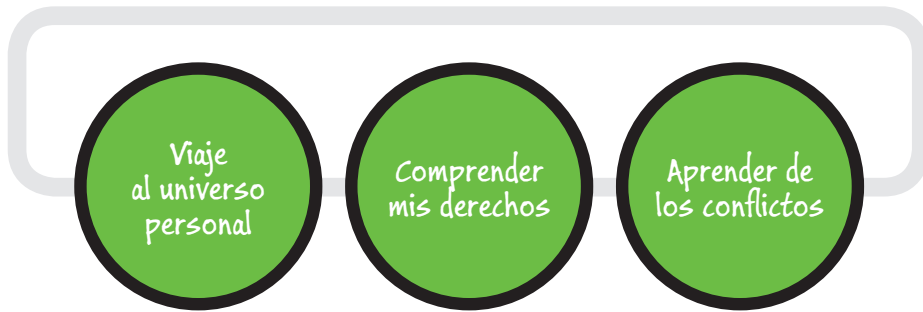 Viaje
al universo
personal
Comprender
mis derechos
Aprender de
los conflictos